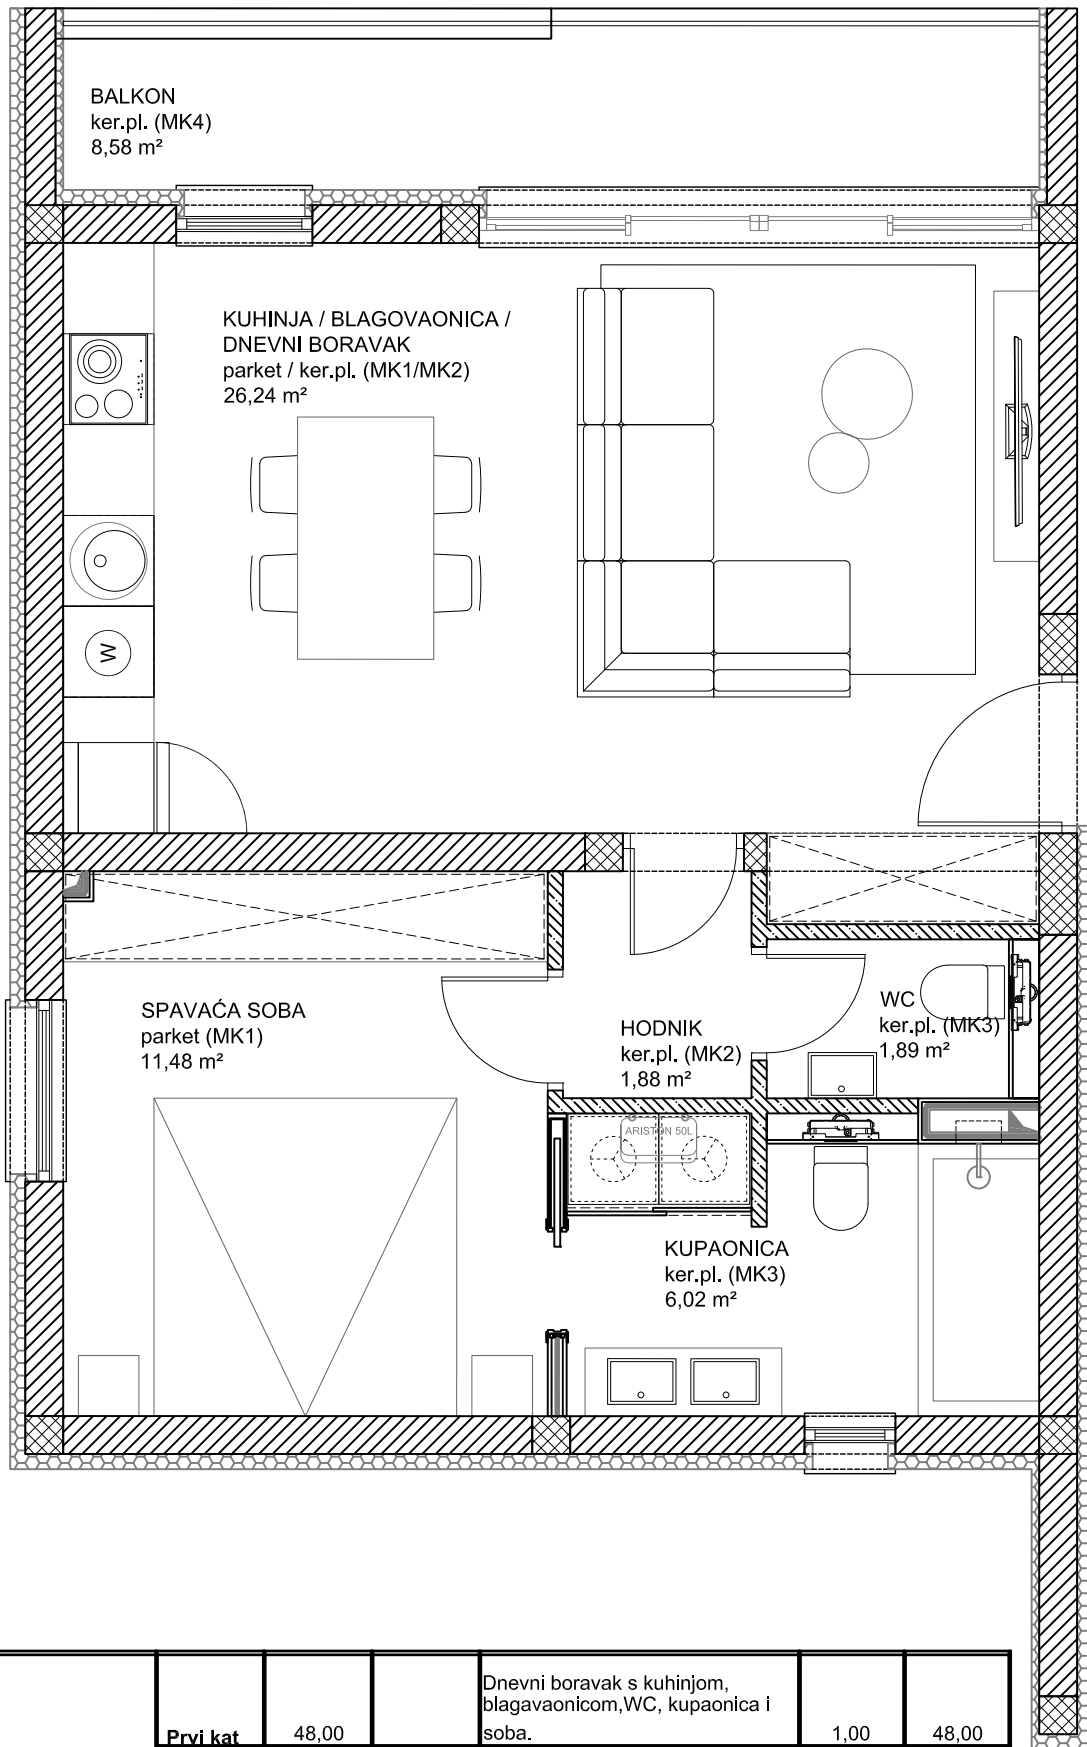 BALKON
ker.pl. (MK4)
8,58 m²
KUHINJA / BLAGOVAONICA /
DNEVNI BORAVAK
parket / ker.pl. (MK1/MK2)
26,24 m²
W
SPAVAĆA SOBA
parket (MK1)
11,48 m²
HODNIK
ker.pl. (MK2)
1,88 m²
WC
ker.pl. (MK3)
1,89 m²
ARISTON 50L
KUPAONICA
ker.pl. (MK3)
6,02 m²
Dnevni boravak s kuhinjom,
blagavaonicom,WC, kupaonica i
Prvi kat 48,00 soba. 1,00 48,00